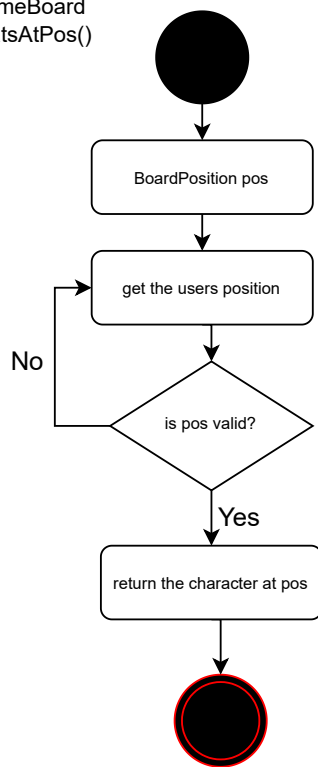 meBoard
tsAtPos()
BoardPosition pos
get the users position
No
is pos valid?
Yes
return the character at pos